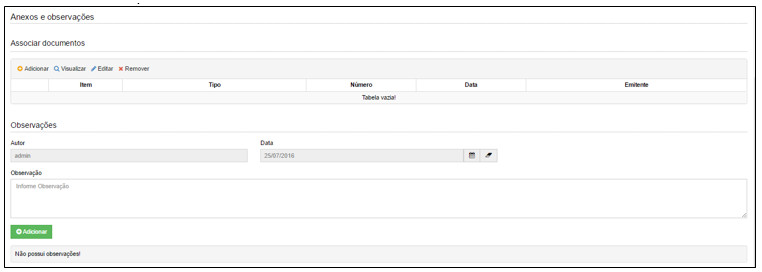 Anexos e observações
Associar documentos
Adicionar Visualizar Editar Remover
Item Tipo Número Data Emitente
Tabela vazia!
Observações
Autor Data
admin 25/07/2016
Observação
Informe Observação
Adicionar
Não possui observações!